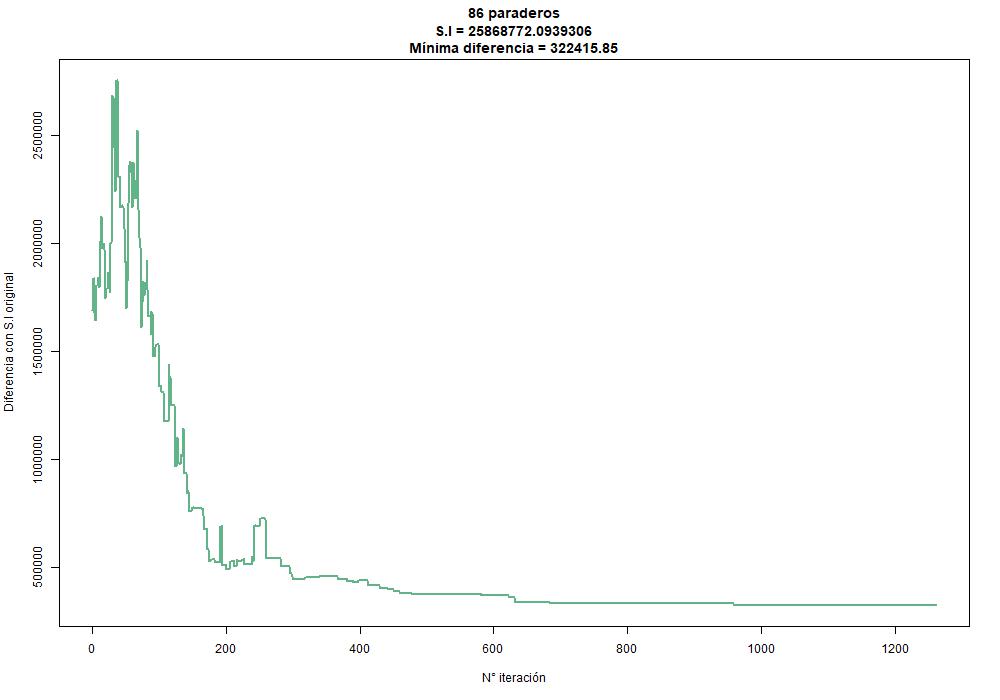 86 paraderos
S.I = 25868772.0939306
Mínima diferencia = 322415.85
Diferencia con S.I original
2500000
2000000
1500000
1000000
500000
0 200 400 600 800 1000 1200
N° iteración